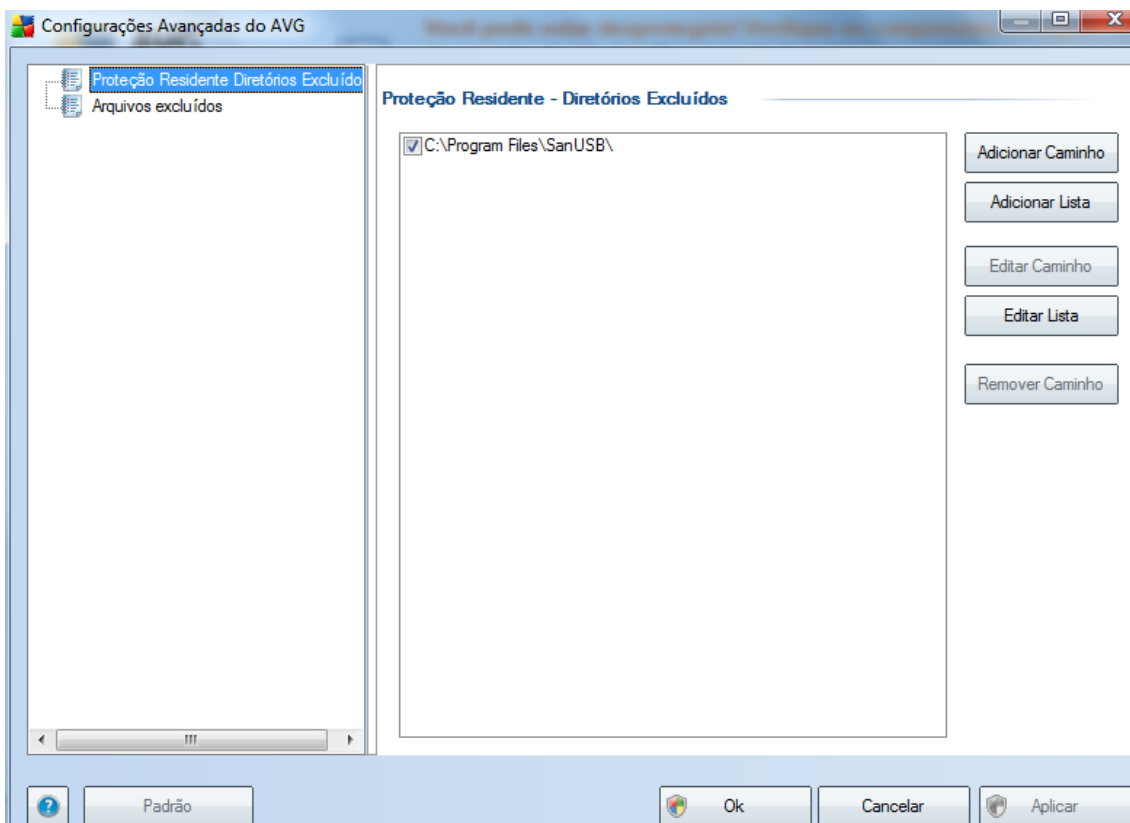 Configurações Avançadas do AVG
Proteção Residente Diretórios Excluído
Arquivos excluídos
Proteção Residente - Diretórios Excluídos
C:\Program Files\SanUSB\
Adicionar Caminho
Adicionar Lista
Editar Caminho
Editar Lista
Remover Caminho
Padrão
Ok
Cancelar
Aplicar